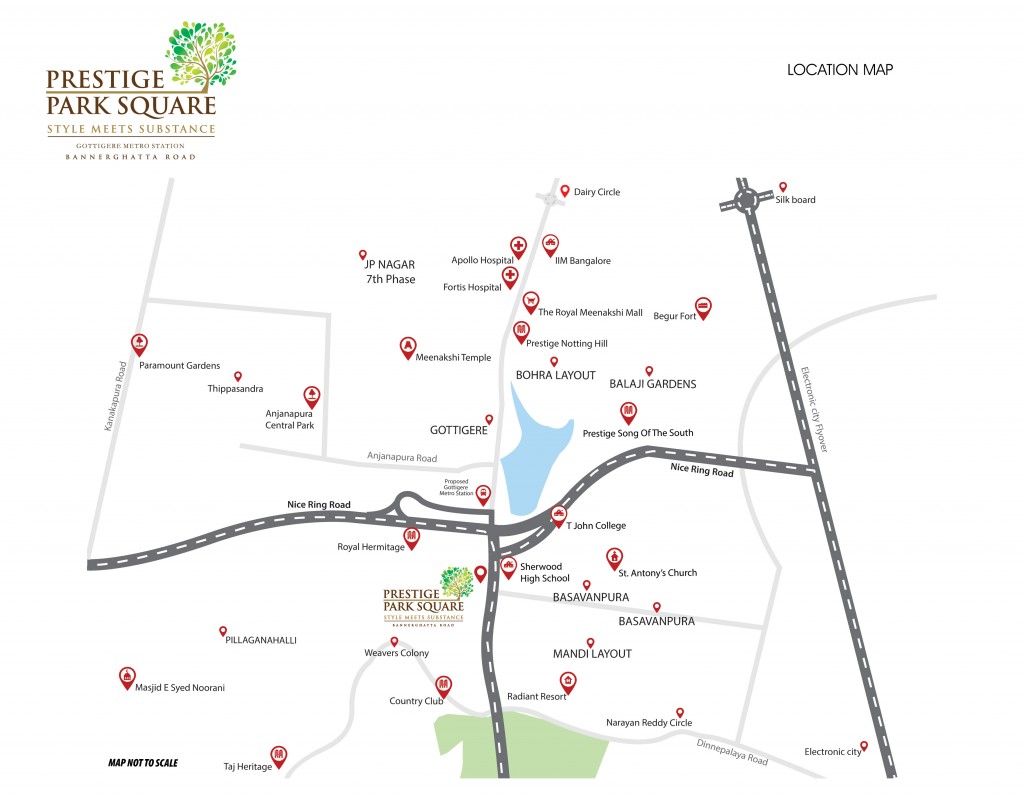 PRESTIGE
PARK SQUARE
STYLE MEETS SUBSTANCE
GOTTIGERE METRO STATION
BANNERGHATTA ROAD
LOCATION MAP
Dairy Circle
Silk board
Apollo Hospital
IIM Bangalore
JP NAGAR
7th Phase
Fortis Hospital
The Royal Meenakshi Mall
Begur Fort
Prestige Notting Hill
Meenakshi Temple
Paramount Gardens
Kanakapura Road
Thippasandra
BOHRA LAYOUT
BALAJI GARDENS
Electronic city Flyover
Anjanapura
Central Park
GOTTIGERE
Prestige Song Of The South
Anjanapura Road
Nice Ring Road
Proposed
Gottigere
Metro Station
Nice Ring Road
T John College
Royal Hermitage
Sherwood
High School
St. Antony's Church
PRESTIGE
PARK SQUARE
STYLE MEETS SUBSTANCE
BANNERGHATTA ROAD
BASAVANPURA
BASAVANPURA
PILLAGANAHALLI
Weavers Colony
MANDI LAYOUT
Masjid E Syed Noorani
Country Club
Radiant Resort
Narayan Reddy Circle
Dinnepalaya Road
Electronic city
MAP NOT TO SCALE
Taj Heritage